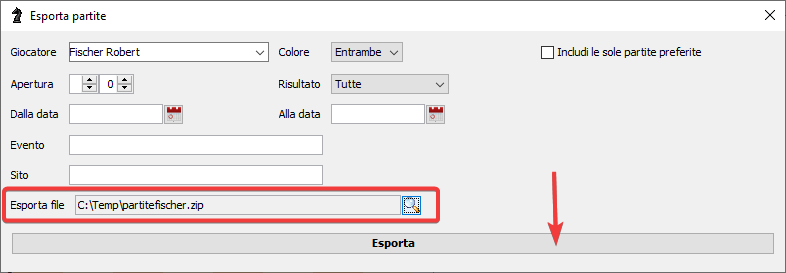 Esporta partite
Giocatore Fischer Robert Colore Entrambe Includi le sole partite preferite
Apertura 0 Risultato Tutte
Dalla data Alla data
Evento
Sito
Esporta file C:\Temp\partitefischer.zip
Esporta